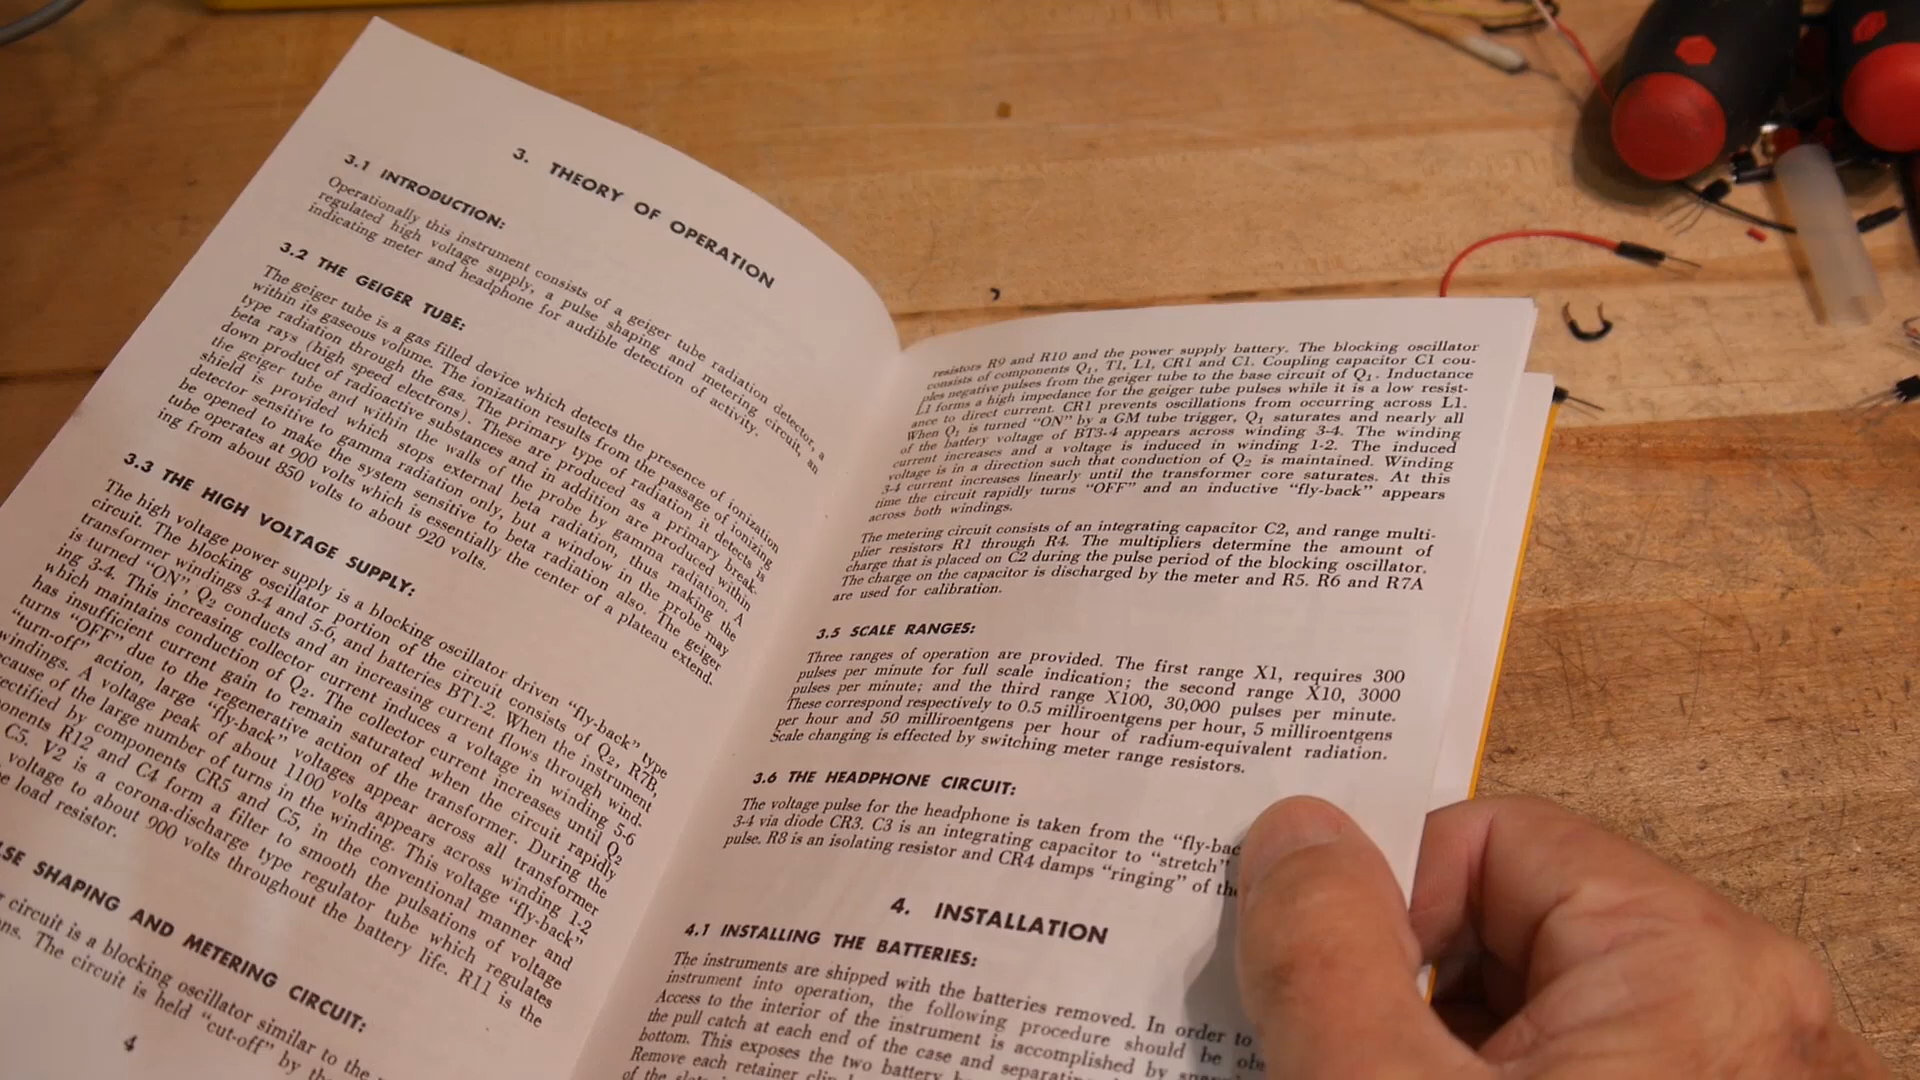 3. THEORY OF OPERATION
3.1 INTRODUCTION:
Operationally this instrument consists of a geiger tube radiation detector, a
regulated high voltage supply, a pulse shaping and metering circuit, an
indicating meter and headphone for audible detection of activity.
3.2 THE GEIGER TUBE:
The geiger tube is a gas filled device which detects the presence of ionization
within its gaseous volume. The ionization results from the passage of ionizing
type radiation through the gas. The primary type of radiation it detects is
beta rays (high speed electrons). These are produced as a primary break-
down product of radioactive substances and in addition are produced within
the geiger tube and within the walls of the probe by gamma radiation. A
shield is provided which stops external beta radiation, thus making the
detector sensitive to gamma radiation only, but a window in the probe may
be opened to make the system sensitive to beta radiation also. The geiger
tube operates at 900 volts which is essentially the center of a plateau extend-
ing from about 850 volts to about 920 volts.
3.3 THE HIGH VOLTAGE SUPPLY:
The high voltage power supply is a blocking oscillator driven "fly-back" type
circuit. The blocking oscillator portion of the circuit consists of Q2, R7B,
transformer windings 3-4 and 5-6, and batteries BT1-2. When the instrument
is turned "ON", Q2 conducts and an increasing current flows through wind-
ing 3-4. This increasing collector current induces a voltage in winding 5-6
which maintains conduction of Q2. The collector current increases until Q2
has insufficient current gain to remain saturated when the circuit rapidly
turns "OFF" due to the regenerative action of the transformer. During the
"turn-off" action, large "fly-back" voltages appear across all transformer
windings. A voltage peak of about 1100 volts appears across winding 1-2
because of the large number of turns in the winding. This voltage "fly-back"
rectified by components CR5 and C5, in the conventional manner and
ponents R12 and C4 form a filter to smooth the pulsations of voltage
C5. V2 is a corona-discharge type regulator tube which regulates
voltage to about 900 volts throughout the battery life. R11 is the
load resistor.
SE SHAPING AND METERING CIRCUIT:
circuit is a blocking oscillator similar to the
ns. The circuit is held "cut-off" by the
4
resistors R9 and R10 and the power supply battery. The blocking oscillator
consists of components Q1, T1, L1, CR1 and C1. Coupling capacitor C1 cou-
ples negative pulses from the geiger tube to the base circuit of Q1. Inductance
L1 forms a high impedance for the geiger tube pulses while it is a low resist-
ance to direct current. CR1 prevents oscillations from occurring across L1.
When Q1 is turned "ON" by a GM tube trigger, Q1 saturates and nearly all
of the battery voltage of BT3-4 appears across winding 3-4. The winding
current increases and a voltage is induced in winding 1-2. The induced
voltage is in a direction such that conduction of Q2 is maintained. Winding
3-4 current increases linearly until the transformer core saturates. At this
time the circuit rapidly turns "OFF" and an inductive "fly-back" appears
across both windings.
The metering circuit consists of an integrating capacitor C2, and range multi-
plier resistors R1 through R4. The multipliers determine the amount of
charge that is placed on C2 during the pulse period of the blocking oscillator.
The charge on the capacitor is discharged by the meter and R5. R6 and R7A
are used for calibration.
3.5 SCALE RANGES:
Three ranges of operation are provided. The first range X1, requires 300
pulses per minute for full scale indication; the second range X10, 3000
pulses per minute; and the third range X100, 30,000 pulses per minute.
These correspond respectively to 0.5 milliroentgens per hour, 5 milliroentgens
per hour and 50 milliroentgens per hour of radium-equivalent radiation.
Scale changing is effected by switching meter range resistors.
3.6 THE HEADPHONE CIRCUIT:
The voltage pulse for the headphone is taken from the "fly-bac
3-4 via diode CR3. C3 is an integrating capacitor to "stretch"
pulse. R8 is an isolating resistor and CR4 damps "ringing" of the
4. INSTALLATION
4.1 INSTALLING THE BATTERIES:
The instruments are shipped with the batteries removed. In order to
instrument into operation, the following procedure should be obs
Access to the interior of the instrument is accomplished by
the pull catch at each end of the case and separating
bottom. This exposes the two battery
Remove each retainer
of the